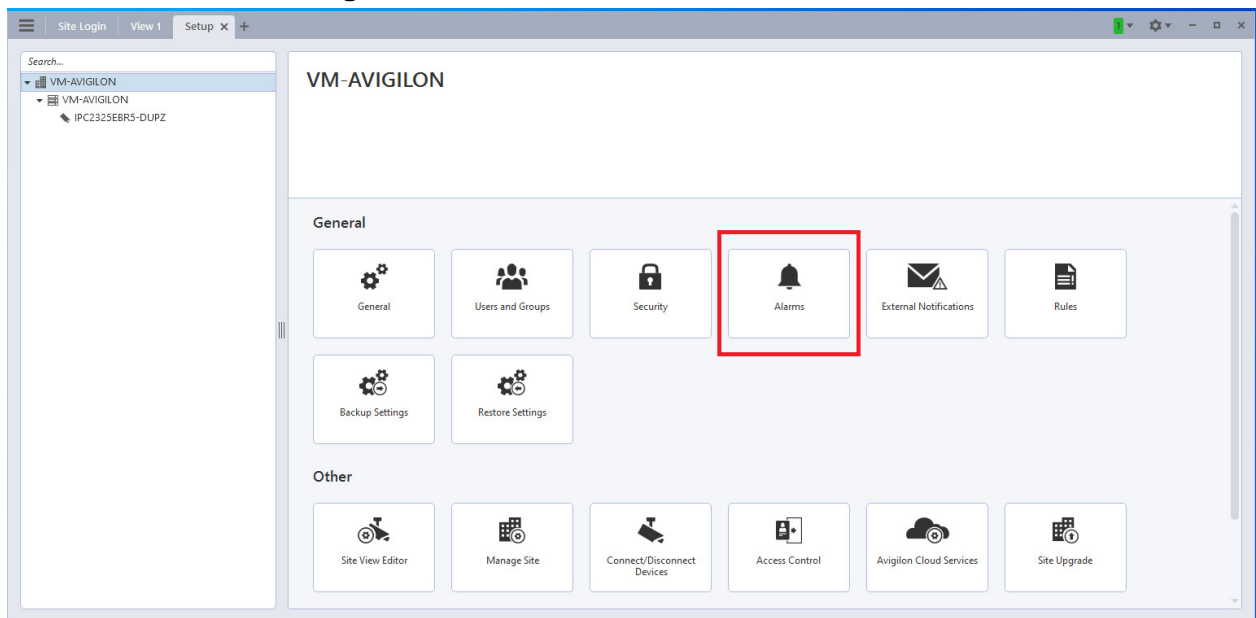 Site Login View 1 Setup × +
1
Search...
VM-AVIGILON
VM-AVIGILON
IPC2325EBR5-DUPZ
VM-AVIGILON
General
General Users and Groups Security Alarms External Notifications Rules
Backup Settings Restore Settings
Other
Site View Editor Manage Site Connect/Disconnect Access Control Avigilon Cloud Services Site Upgrade
Devices